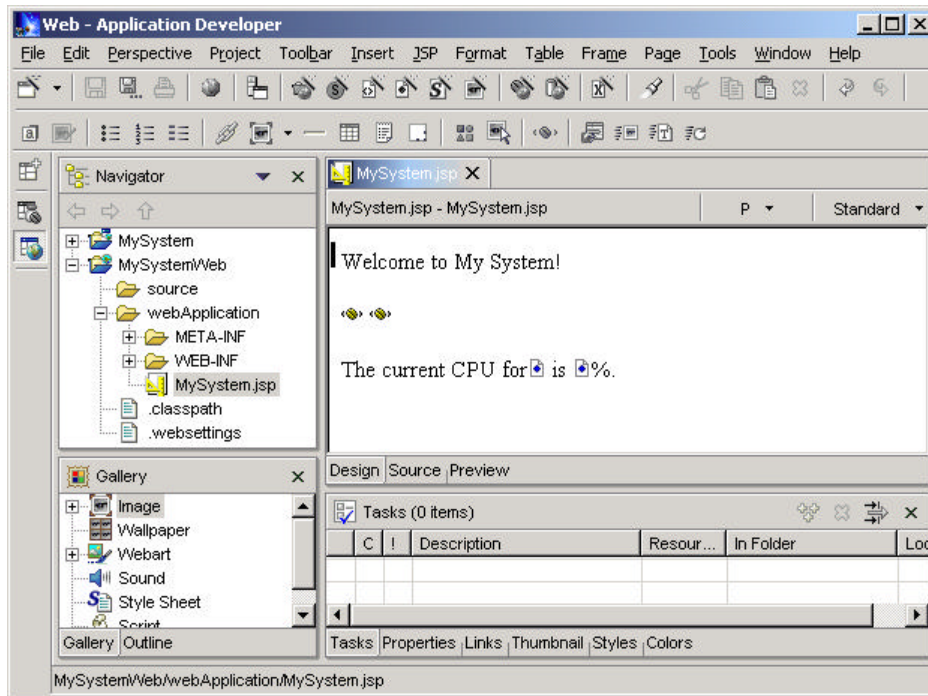 Web - Application Developer
File Edit Perspective Project Toolbar Insert JSP Format Table Frame Page Tools Window Help
Navigator
MySystem
MySystemWeb
source
webApplication
META-INF
WEB-INF
MySystem.jsp
.classpath
.websettings
Gallery
Image
Wallpaper
Webart
Sound
Style Sheet
Script
Gallery Outline
MySystem.jsp
MySystem.jsp - MySystem.jsp P Standard
Welcome to My System!
The current CPU for is %.
Design Source Preview
Tasks (0 items)
C ! Description Resour... In Folder Loc
Tasks Properties Links Thumbnail Styles Colors
MySystemWeb/webApplication/MySystem.jsp